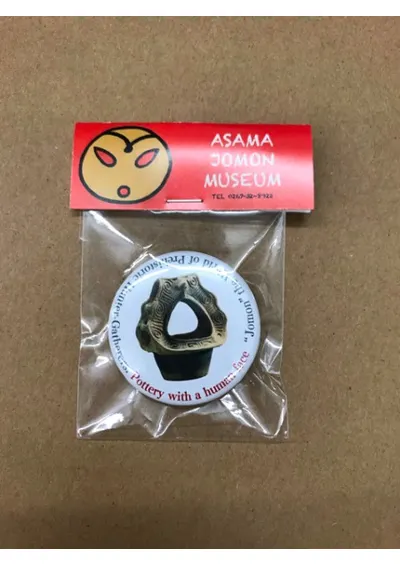 ASAMA
JOMON
MUSEUM
"Jomon" the World of Prehistoric Hunter-Gatherers
Pottery with a human face